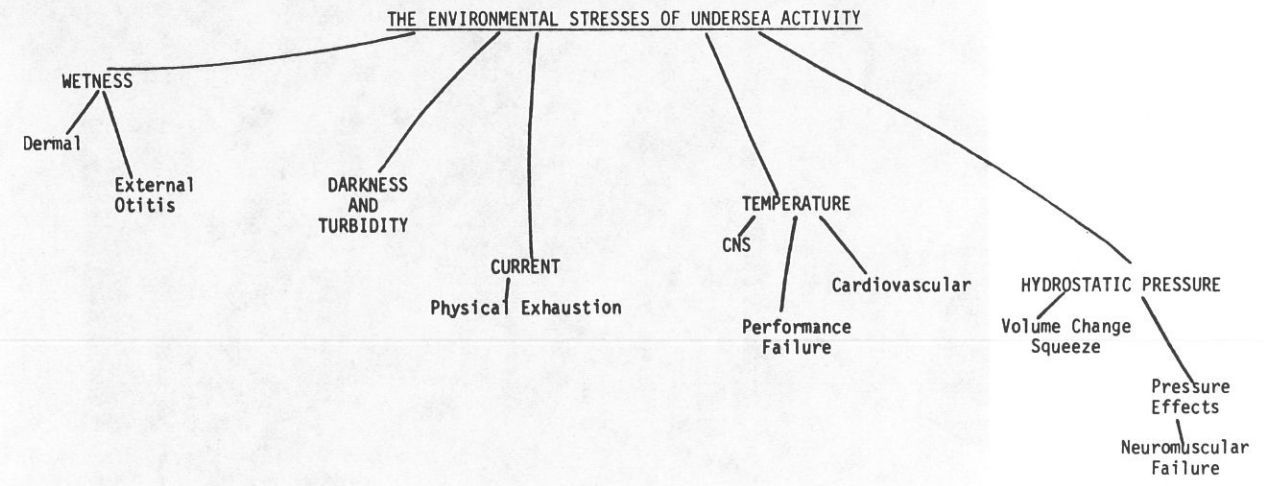 THE ENVIRONMENTAL STRESSES OF UNDERSEA ACTIVITY
WETNESS
Dermal
External
Otitis
DARKNESS
AND
TURBIDITY
CURRENT
Physical Exhaustion
TEMPERATURE
CNS
Performance
Failure
Cardiovascular
HYDROSTATIC PRESSURE
Volume Change
Squeeze
Pressure
Effects
Neuromuscular
Failure